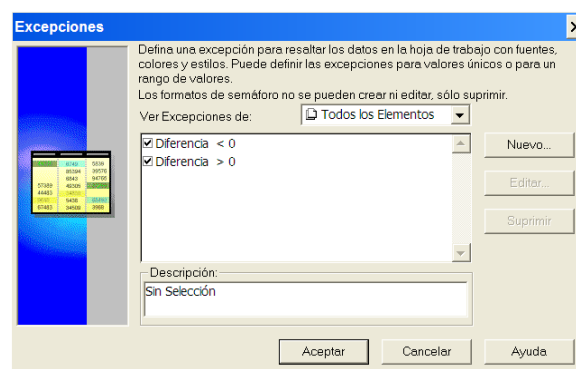 Excepciones
Defina una excepción para resaltar los datos en la hoja de trabajo con fuentes,
colores y estilos. Puede definir las excepciones para valores únicos o para un
rango de valores.
Los formatos de semáforo no se pueden crear ni editar, sólo suprimir.
Ver Excepciones de: Todos los Elementos
Diferencia < 0
Diferencia > 0
Nuevo...
Editar...
Suprimir
Descripción:
Sin Selección
Aceptar Cancelar Ayuda